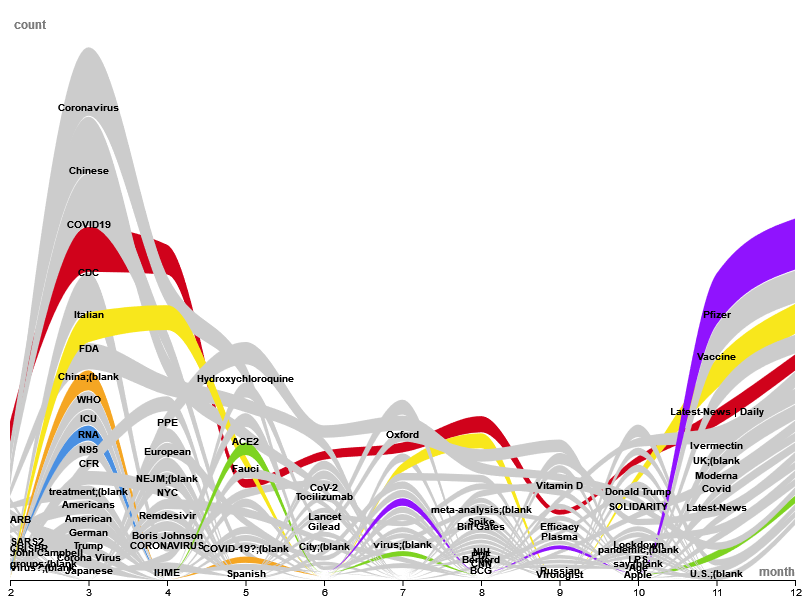 count
Coronavirus
Chinese
COVID19
CDC
Italian
FDA
China;(blank
WHO
ICU
RNA
N95
CFR
treatment;(blank
Americans
American
German
Trump
Corona Virus
Japanese
ARB
SARS2
CRISPR
John Campbell
groups;(blank
virus?;(blank
PPE
European
NEJM;(blank
NYC
Remdesivir
Boris Johnson
CORONAVIRUS
IHME
Hydroxychloroquine
ACE2
Fauci
COVID-19?;(blank
Spanish
CoV-2
Tocilizumab
Lancet
Gilead
City;(blank
Oxford
virus;(blank
meta-analysis;(blank
Spike
Bill Gates
BCG
Vitamin D
Efficacy
Plasma
Russian
Virologist
Donald Trump
SOLIDARITY
Lockdown
pandemic;(blank
Apple
Pfizer
Vaccine
Latest-News , Daily
Ivermectin
UK;(blank
Moderna
Covid
Latest-News
U.S.;(blank
month
2 3 4 5 6 7 8 9 10 11 12